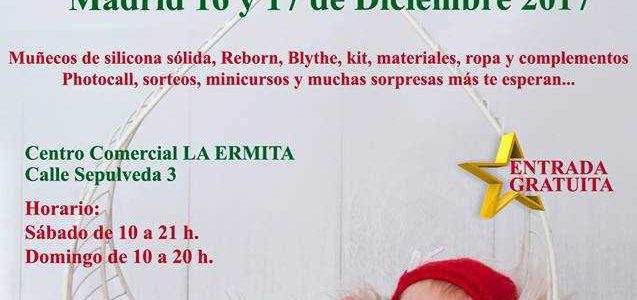 Madrid 16 y 17 de Diciembre 2017
Muñecos de silicona sólida, Reborn, Blythe, kit, materiales, ropa y complementos
Photocall, sorteos, minicursos y muchas sorpresas más te esperan...
Centro Comercial LA ERMITA
Calle Sepulveda 3
ENTRADA
GRATUITA
Horario:
Sábado de 10 a 21 h.
Domingo de 10 a 20 h.